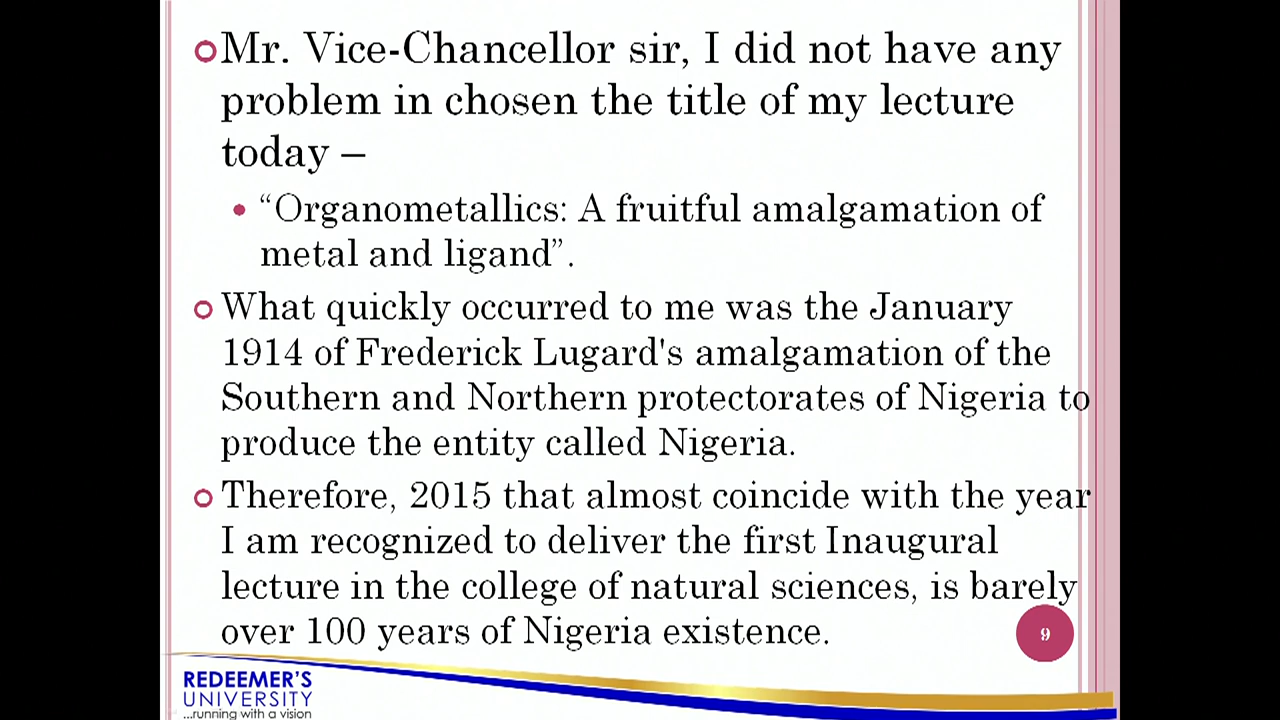 Mr. Vice-Chancellor sir, I did not have any
problem in chosen the title of my lecture
today –
“Organometallics: A fruitful amalgamation of
metal and ligand”.
What quickly occurred to me was the January
1914 of Frederick Lugard's amalgamation of the
Southern and Northern protectorates of Nigeria to
produce the entity called Nigeria.
Therefore, 2015 that almost coincide with the year
I am recognized to deliver the first Inaugural
lecture in the college of natural sciences, is barely
over 100 years of Nigeria existence.
9
REDEEMER'S
UNIVERSITY
...running with a vision